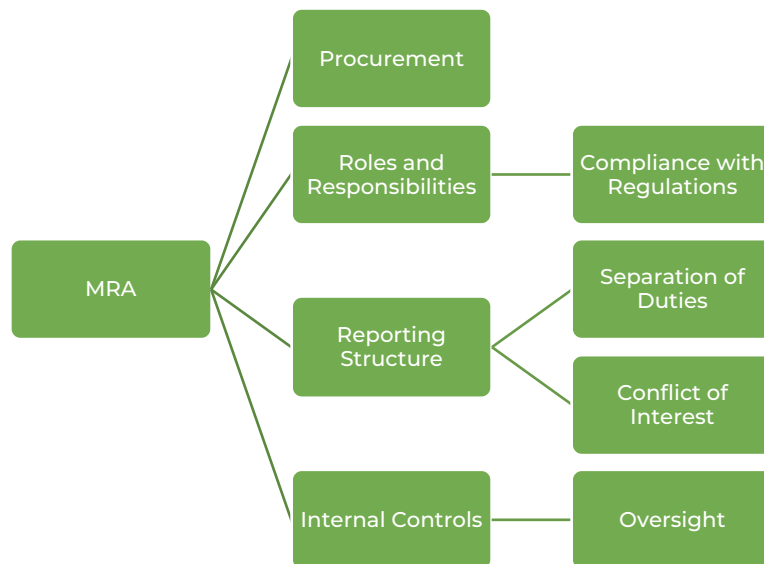 Procurement
Roles and
Responsibilities
Compliance with
Regulations
MRA
Separation of
Duties
Reporting
Structure
Conflict of
Interest
Internal Controls
Oversight